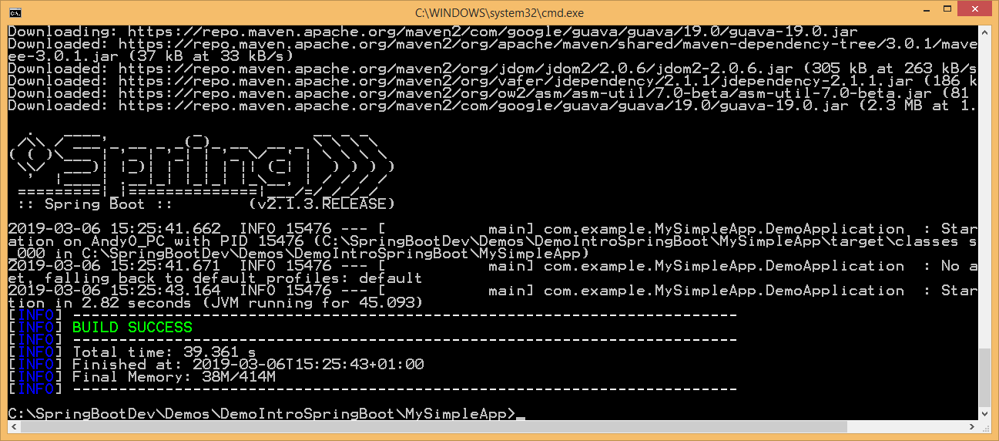 C:\WINDOWS\system32\cmd.exe
Downloading: https://repo.maven.apache.org/maven2/com/google/guava/guava/19.0/guava-19.0.jar
Downloaded: https://repo.maven.apache.org/maven2/org/apache/maven/shared/maven-dependency-tree/3.0.1/mave
ee-3.0.1.jar (37 kB at 33 kB/s)
Downloaded: https://repo.maven.apache.org/maven2/org/jdom/jdom2/2.0.6/jdom2-2.0.6.jar (305 kB at 263 kB/s
Downloaded: https://repo.maven.apache.org/maven2/org/vafer/jdependency/2.1.1/jdependency-2.1.1.jar (186 k
Downloaded: https://repo.maven.apache.org/maven2/org/ow2/asm/asm-util/7.0-beta/asm-util-7.0-beta.jar (81
Downloaded: https://repo.maven.apache.org/maven2/com/google/guava/guava/19.0/guava-19.0.jar (2.3 MB at 1.
Spring
:: Spring Boot ::        (v2.1.3.RELEASE)
2019-03-06 15:25:41.662  INFO 15476 --- [           main] com.example.MySimpleApp.DemoApplication  : Star
ation on AndyO_PC with PID 15476 (C:\SpringBootDev\Demos\DemoIntroSpringBoot\MySimpleApp\target\classes s
_000 in C:\SpringBootDev\Demos\DemoIntroSpringBoot\MySimpleApp)
2019-03-06 15:25:41.671  INFO 15476 --- [           main] com.example.MySimpleApp.DemoApplication  : No a
et, falling back to default profiles: default
2019-03-06 15:25:43.164  INFO 15476 --- [           main] com.example.MySimpleApp.DemoApplication  : Star
tion in 2.82 seconds (JVM running for 45.093)
[INFO] ------------------------------------------------------------------------
[INFO] BUILD SUCCESS
[INFO] ------------------------------------------------------------------------
[INFO] Total time: 39.361 s
[INFO] Finished at: 2019-03-06T15:25:43+01:00
[INFO] Final Memory: 38M/414M
[INFO] ------------------------------------------------------------------------
C:\SpringBootDev\Demos\DemoIntroSpringBoot\MySimpleApp>_